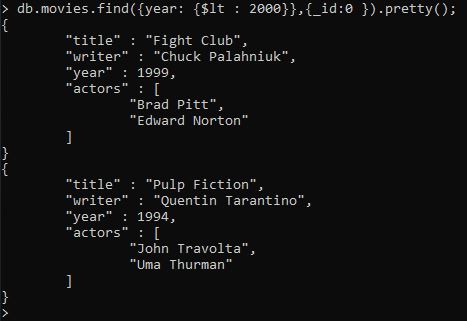 > db.movies.find({year: {$lt : 2000}},{_id:0 }).pretty();
{
        "title" : "Fight Club",
        "writer" : "Chuck Palahniuk",
        "year" : 1999,
        "actors" : [
                "Brad Pitt",
                "Edward Norton"
        ]
}
{
        "title" : "Pulp Fiction",
        "writer" : "Quentin Tarantino",
        "year" : 1994,
        "actors" : [
                "John Travolta",
                "Uma Thurman"
        ]
}
>